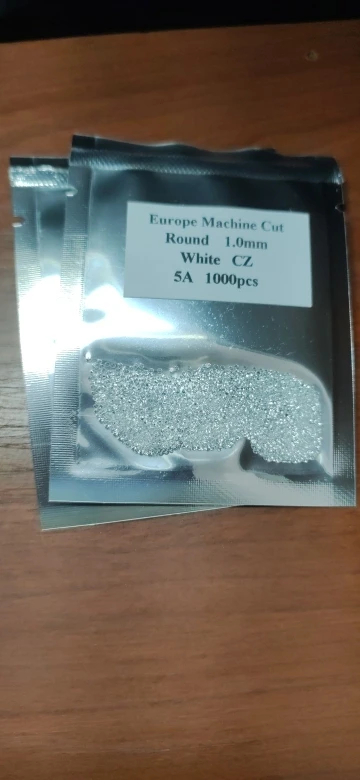 Europe Machine Cut
Round 1.0mm
White CZ
5A 1000pcs